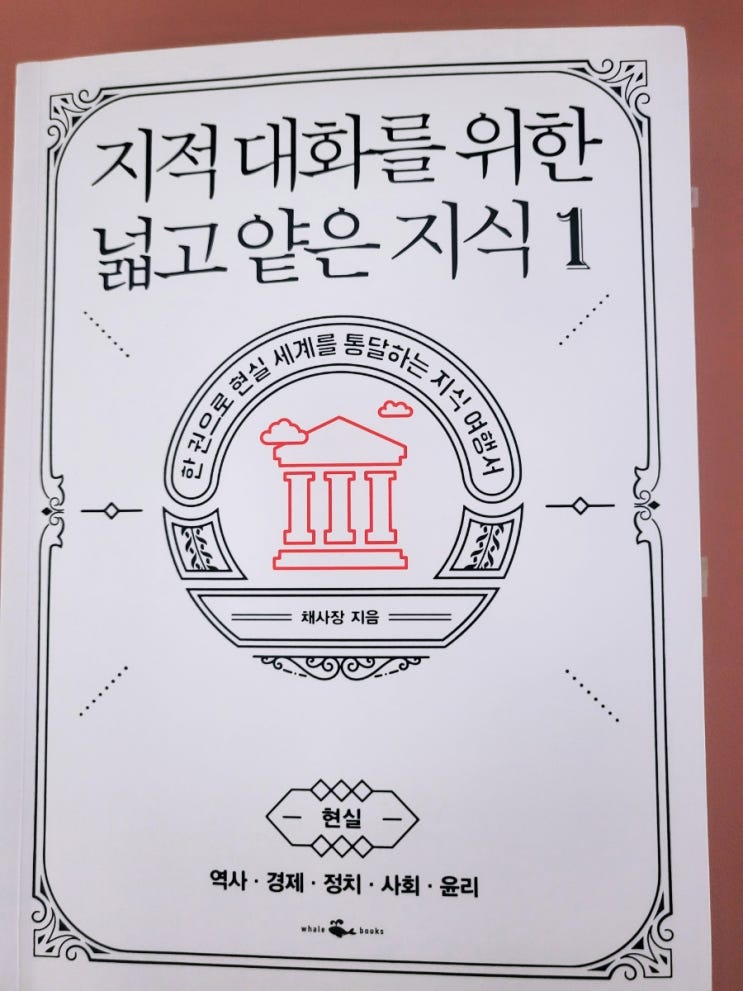 지적 대화를 위한
넓고 얕은 지식 1
한 권으로 현실 세계를 통달하는 지식 여행서
채사장 지음
현실
역사 · 경제 · 정치 · 사회 · 윤리
whale books